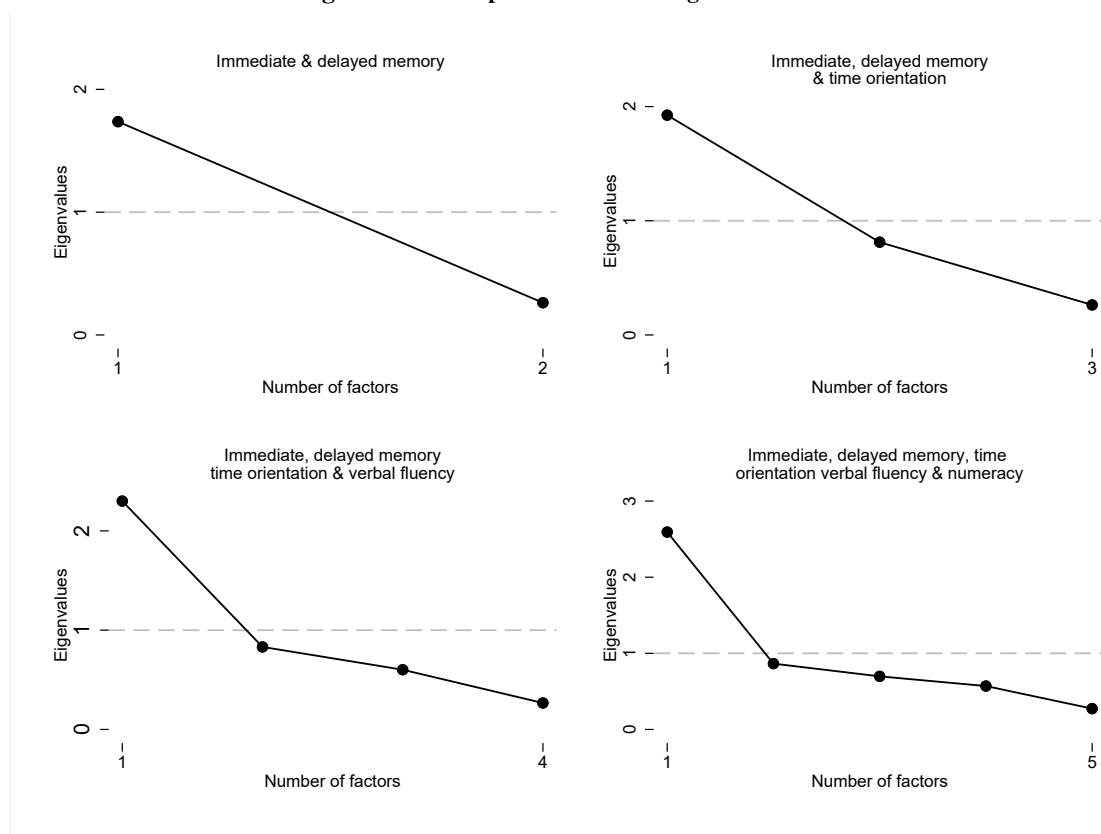 Immediate & delayed memory
2
1
0
Eigenvalues
1
2
Number of factors
Immediate, delayed memory
& time orientation
2
1
0
Eigenvalues
1
3
Number of factors
Immediate, delayed memory
time orientation & verbal fluency
2
1
0
Eigenvalues
1
4
Number of factors
Immediate, delayed memory, time
orientation verbal fluency & numeracy
3
2
1
0
Eigenvalues
1
5
Number of factors